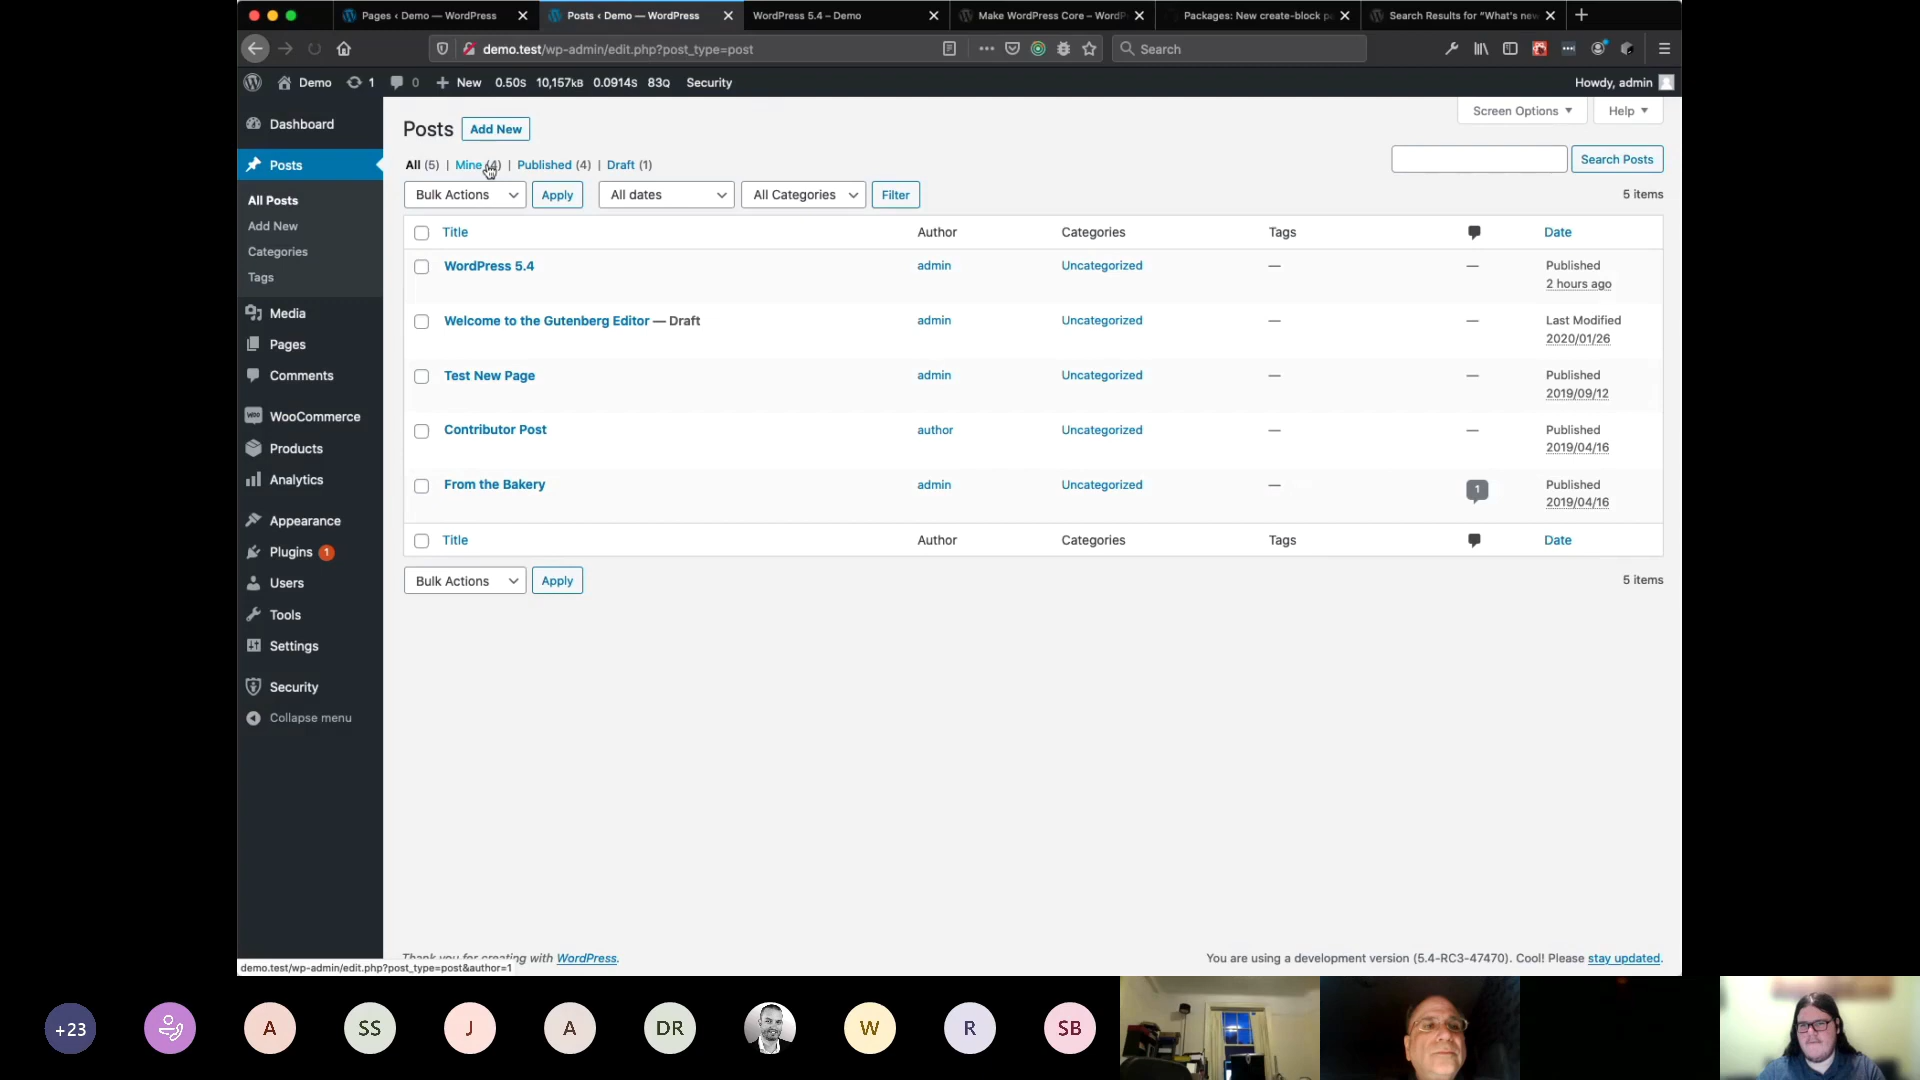 Pages ‹ Demo — WordPress
Posts ‹ Demo — WordPress
WordPress 5.4 – Demo
Make WordPress Core – WordP
Packages: New create-block pa
Search Results for "What's new
demo.test/wp-admin/edit.php?post_type=post
Search
Demo
1
0
New
0.50s
10,157kB
0.0914s
83Q
Security
Howdy, admin
Dashboard
Posts
All Posts
Add New
Categories
Tags
Media
Pages
Comments
WooCommerce
Products
Analytics
Appearance
Plugins 1
Users
Tools
Settings
Security
Collapse menu
Screen Options
Help
Posts
Add New
All (5) | Mine (4) | Published (4) | Draft (1)
Search Posts
Bulk Actions
Apply
All dates
All Categories
Filter
5 items
Title Author Categories Tags Date
WordPress 5.4 admin Uncategorized — — Published
2 hours ago
Welcome to the Gutenberg Editor — Draft admin Uncategorized — — Last Modified
2020/01/26
Test New Page admin Uncategorized — — Published
2019/09/12
Contributor Post author Uncategorized — — Published
2019/04/16
From the Bakery admin Uncategorized — 1 Published
2019/04/16
Title Author Categories Tags Date
Bulk Actions
Apply
5 items
Thank you for creating with WordPress.
You are using a development version (5.4-RC3-47470). Cool! Please stay updated.
demo.test/wp-admin/edit.php?post_type=post&author=1
+23
A
SS
J
A
DR
W
R
SB